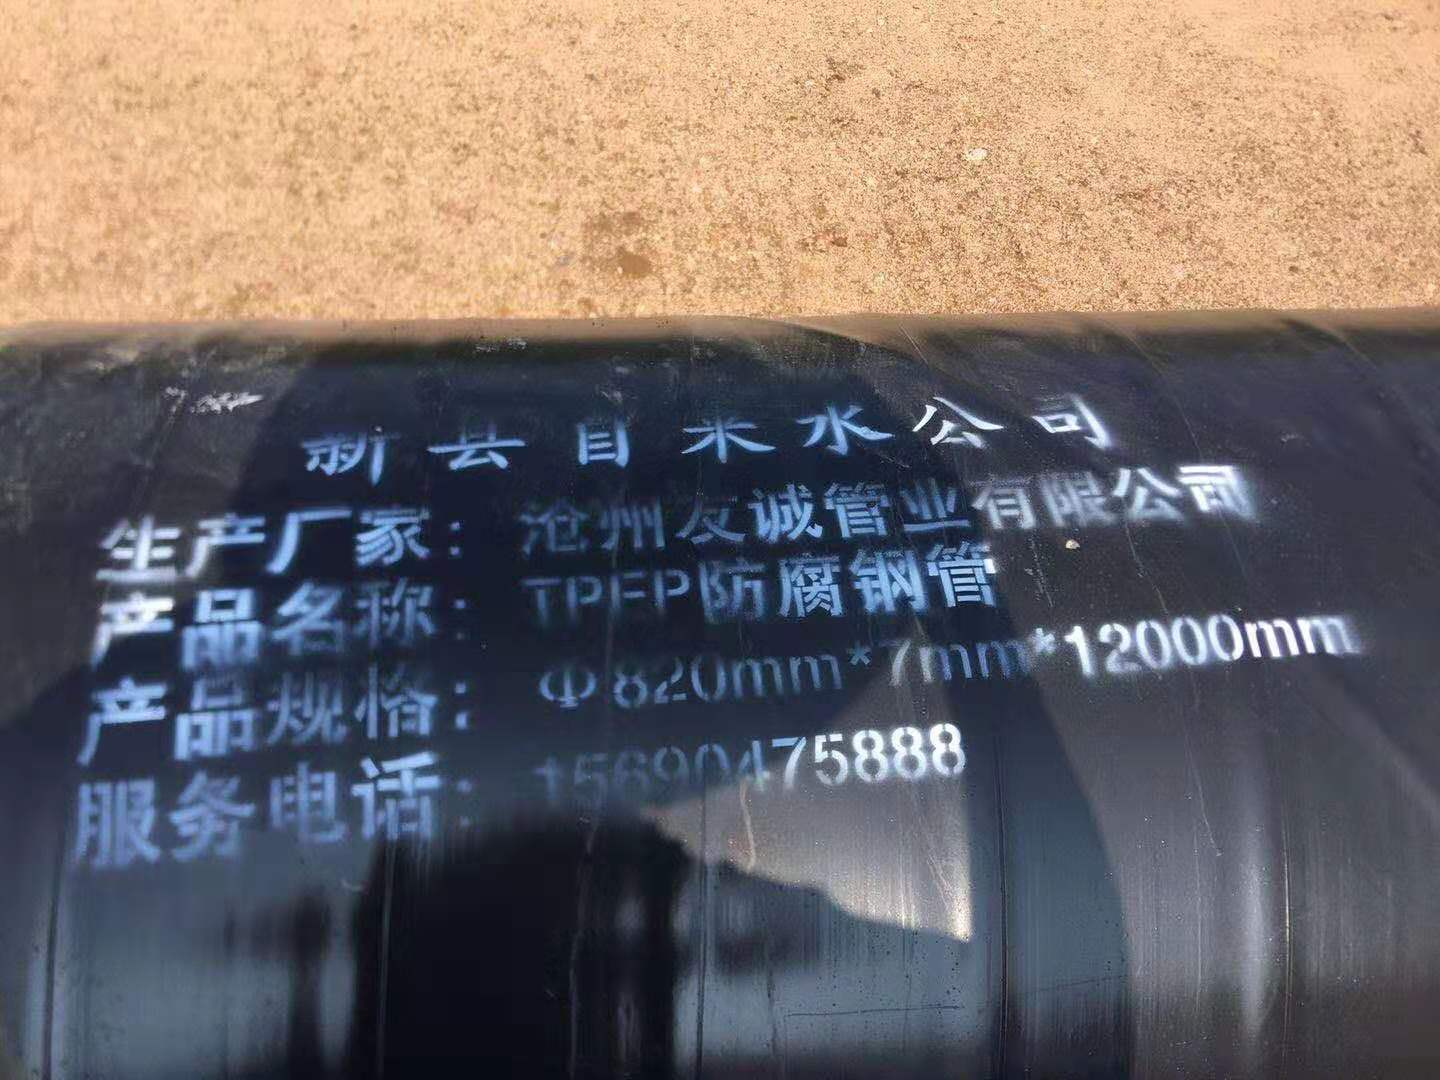 新县自来水公司
生产厂家：沧州友诚管业有限公司
产品名称：TPEP防腐钢管
产品规格：Φ820mm*7mm*12000mm
服务电话：15690475888